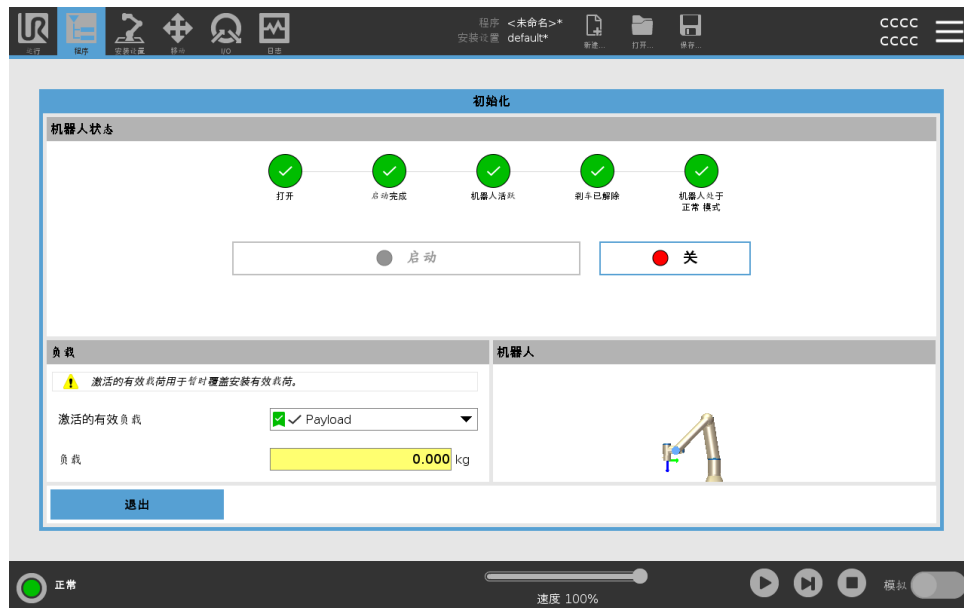 程序 <未命名>*
安装设置 default*
CCCC
CCCC
运行
程序
安装设置
移动
I/O
日志
新建...
打开...
保存...
初始化
机器人状态
打开
启动完成
机器人活跃
刹车已解除
机器人处于
正常 模式
启动
关
负载
机器人
激活的有效载荷用于暂时覆盖安装有效载荷。
激活的有效负载
Payload
负载
0.000 kg
退出
正常
速度 100%
模拟